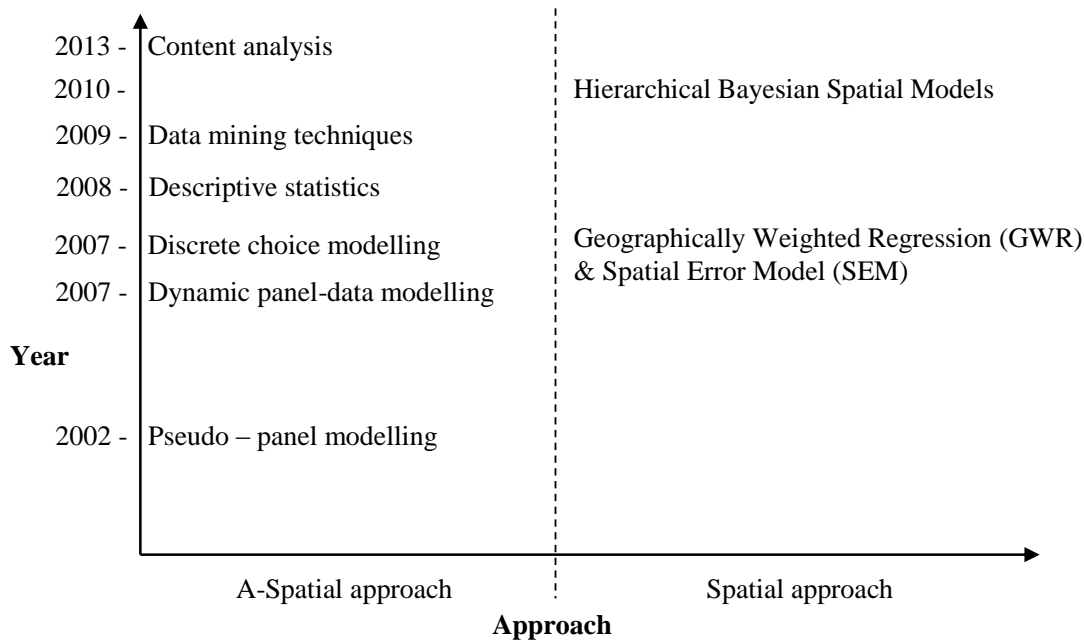 2013 - Content analysis
2010 - Hierarchical Bayesian Spatial Models
2009 - Data mining techniques
2008 - Descriptive statistics
2007 - Discrete choice modelling Geographically Weighted Regression (GWR)
& Spatial Error Model (SEM)
2007 - Dynamic panel-data modelling
Year
2002 - Pseudo – panel modelling
A-Spatial approach Spatial approach
Approach